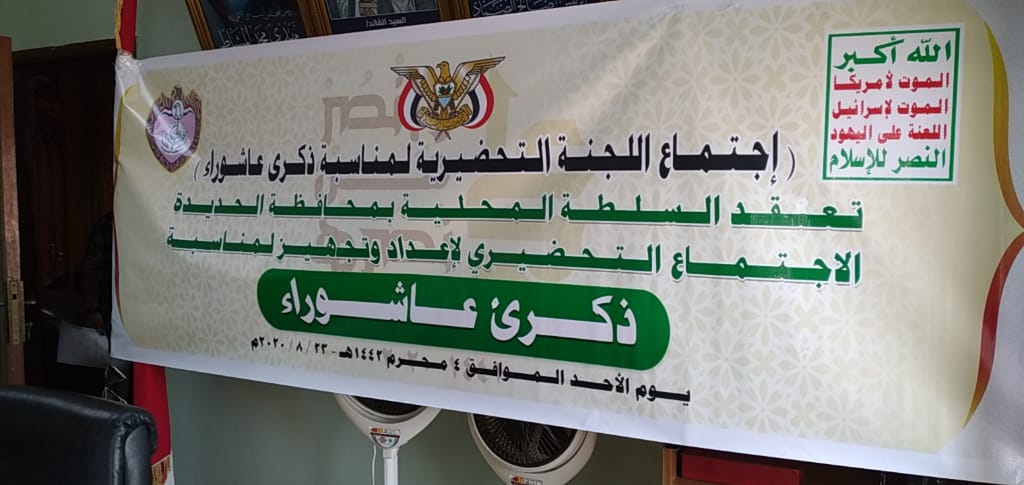 السيد القائد
الله أكبر
الموت لأمريكا
الموت لإسرائيل
اللعنة على اليهود
النصر للإسلام
( إجتماع اللجنة التحضيرية لمناسبة ذكرى عاشوراء )
تعقد السلطة المحلية بمحافظة الحديدة
الاجتماع التحضيري لإعداد وتجهيز لمناسبة
ذكرى عاشوراء
يوم الأحد الموافق ٤ محرم ١٤٤٢هـ - ٢٣ / ٨ / ٢٠٢٠م